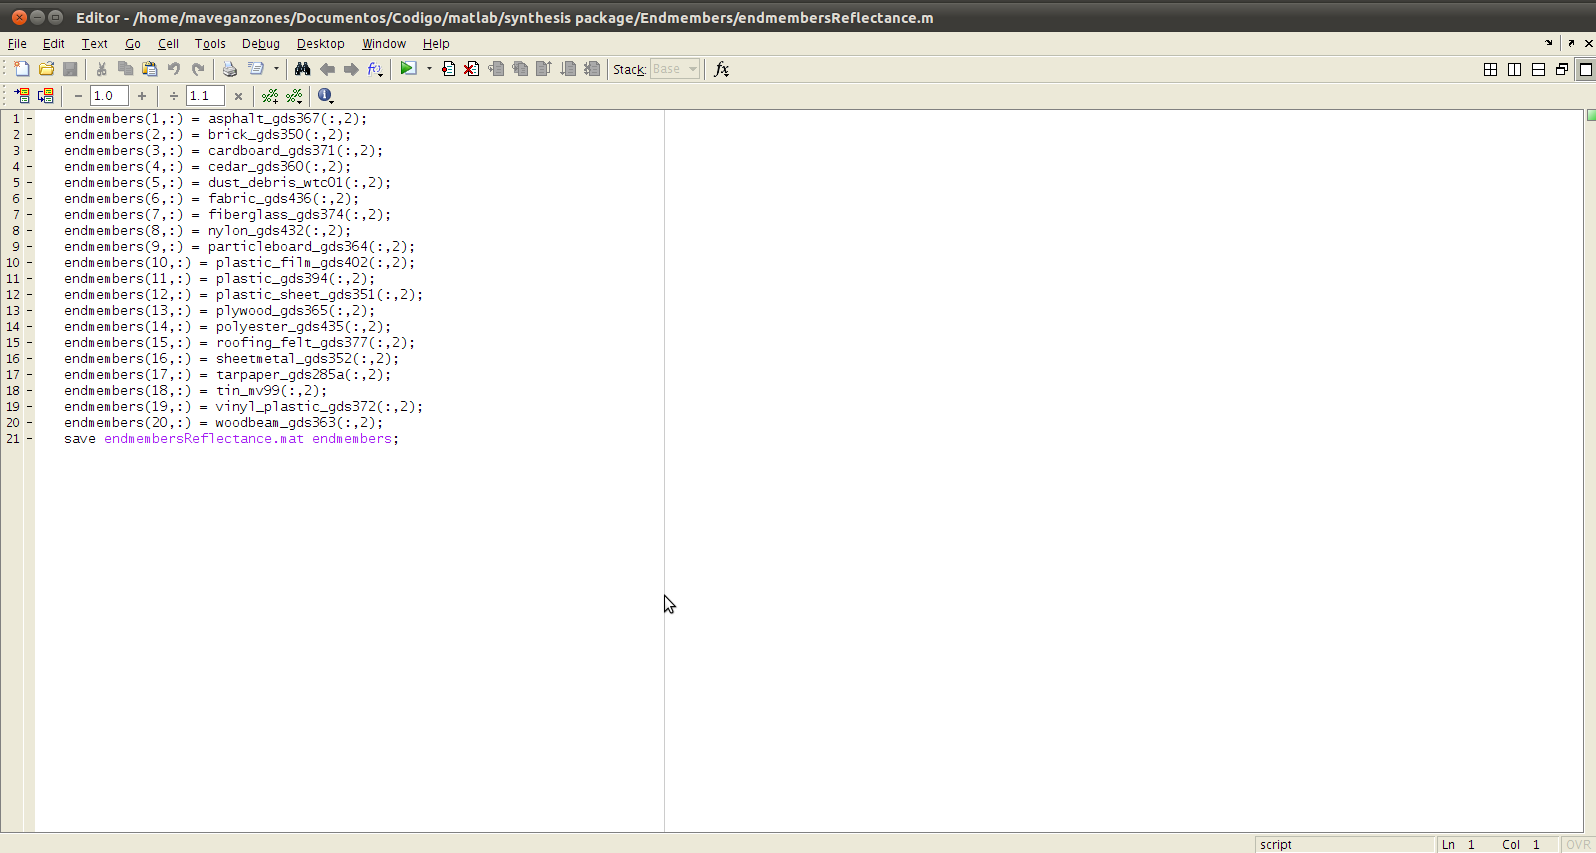 Editor - /home/maveganzones/Documentos/Codigo/matlab/synthesis package/Endmembers/endmembersReflectance.m
File Edit Text Go Cell Tools Debug Desktop Window Help
Stack: Base fx
- 1.0 + ÷ 1.1 ×
1 - endmembers(1,:) = asphalt_gds367(:,2);
2 - endmembers(2,:) = brick_gds350(:,2);
3 - endmembers(3,:) = cardboard_gds371(:,2);
4 - endmembers(4,:) = cedar_gds360(:,2);
5 - endmembers(5,:) = dust_debris_wtc01(:,2);
6 - endmembers(6,:) = fabric_gds436(:,2);
7 - endmembers(7,:) = fiberglass_gds374(:,2);
8 - endmembers(8,:) = nylon_gds432(:,2);
9 - endmembers(9,:) = particleboard_gds364(:,2);
10 - endmembers(10,:) = plastic_film_gds402(:,2);
11 - endmembers(11,:) = plastic_gds394(:,2);
12 - endmembers(12,:) = plastic_sheet_gds351(:,2);
13 - endmembers(13,:) = plywood_gds365(:,2);
14 - endmembers(14,:) = polyester_gds435(:,2);
15 - endmembers(15,:) = roofing_felt_gds377(:,2);
16 - endmembers(16,:) = sheetmetal_gds352(:,2);
17 - endmembers(17,:) = tarpaper_gds285a(:,2);
18 - endmembers(18,:) = tin_mv99(:,2);
19 - endmembers(19,:) = vinyl_plastic_gds372(:,2);
20 - endmembers(20,:) = woodbeam_gds363(:,2);
21 - save endmembersReflectance.mat endmembers;
script Ln 1 Col 1 OVR